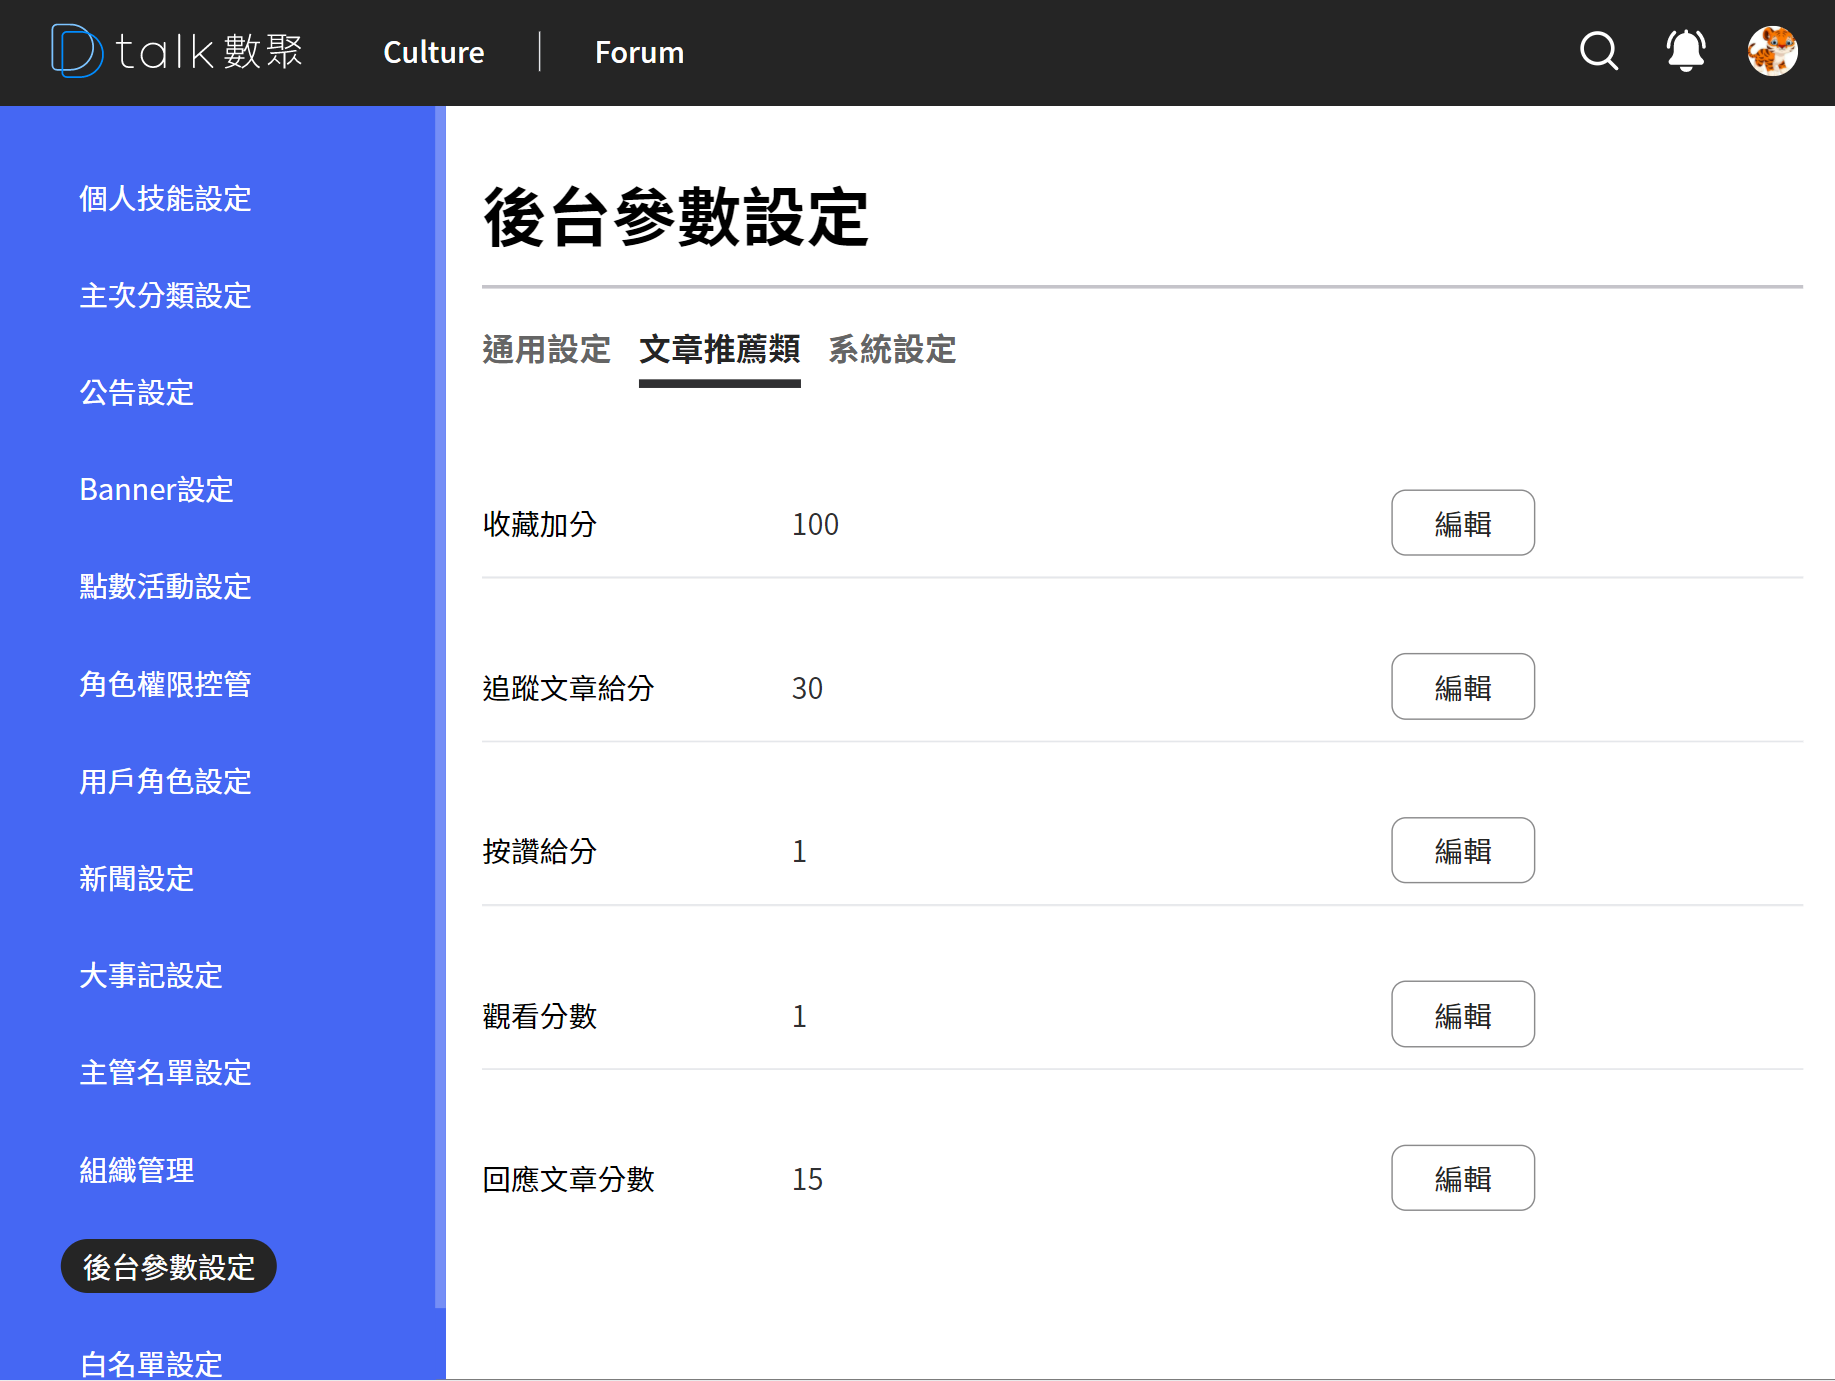 Dtalk數聚
Culture
Forum
個人技能設定
主次分類設定
公告設定
Banner設定
點數活動設定
角色權限控管
用戶角色設定
新聞設定
大事記設定
主管名單設定
組織管理
後台參數設定
白名單設定
後台參數設定
通用設定 文章推薦類 系統設定
收藏加分 100 編輯
追蹤文章給分 30 編輯
按讚給分 1 編輯
觀看分數 1 編輯
回應文章分數 15 編輯